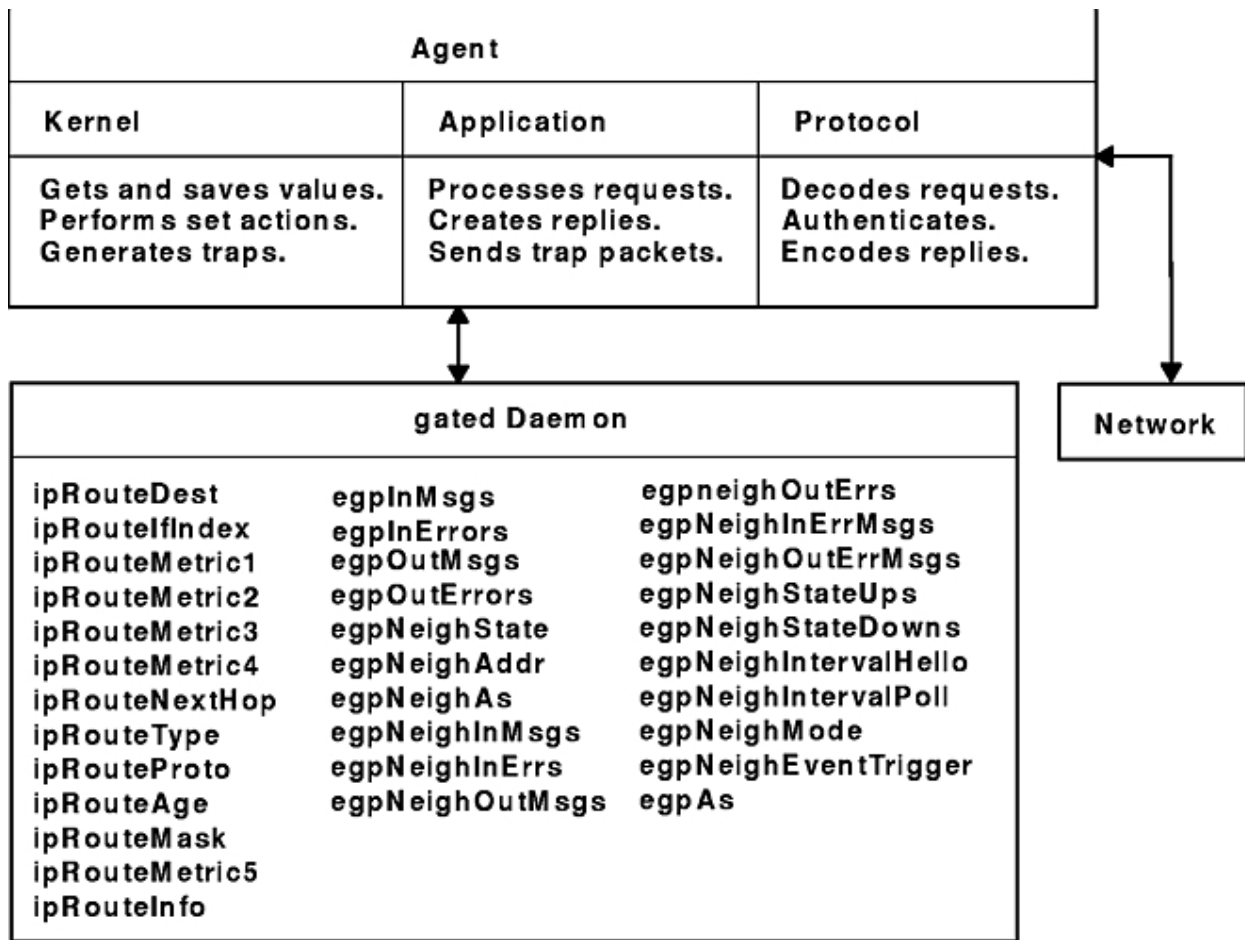 Agent
Kernel
Application
Protocol
Gets and saves values.
Performs set actions.
Generates traps.
Processes requests.
Creates replies.
Sends trap packets.
Decodes requests.
Authenticates.
Encodes replies.
gated Daemon
ipRouteDest
ipRouteIfIndex
ipRouteMetric1
ipRouteMetric2
ipRouteMetric3
ipRouteMetric4
ipRouteNextHop
ipRouteType
ipRouteProto
ipRouteAge
ipRouteMask
ipRouteMetric5
ipRouteInfo
egpInMsgs
egpInErrors
egpOutMsgs
egpOutErrors
egpNeighState
egpNeighAddr
egpNeighAs
egpNeighInMsgs
egpNeighInErrs
egpNeighOutMsgs
egpneighOutErrs
egpNeighInErrMsgs
egpNeighOutErrMsgs
egpNeighStateUps
egpNeighStateDowns
egpNeighIntervalHello
egpNeighIntervalPoll
egpNeighMode
egpNeighEventTrigger
egpAs
Network